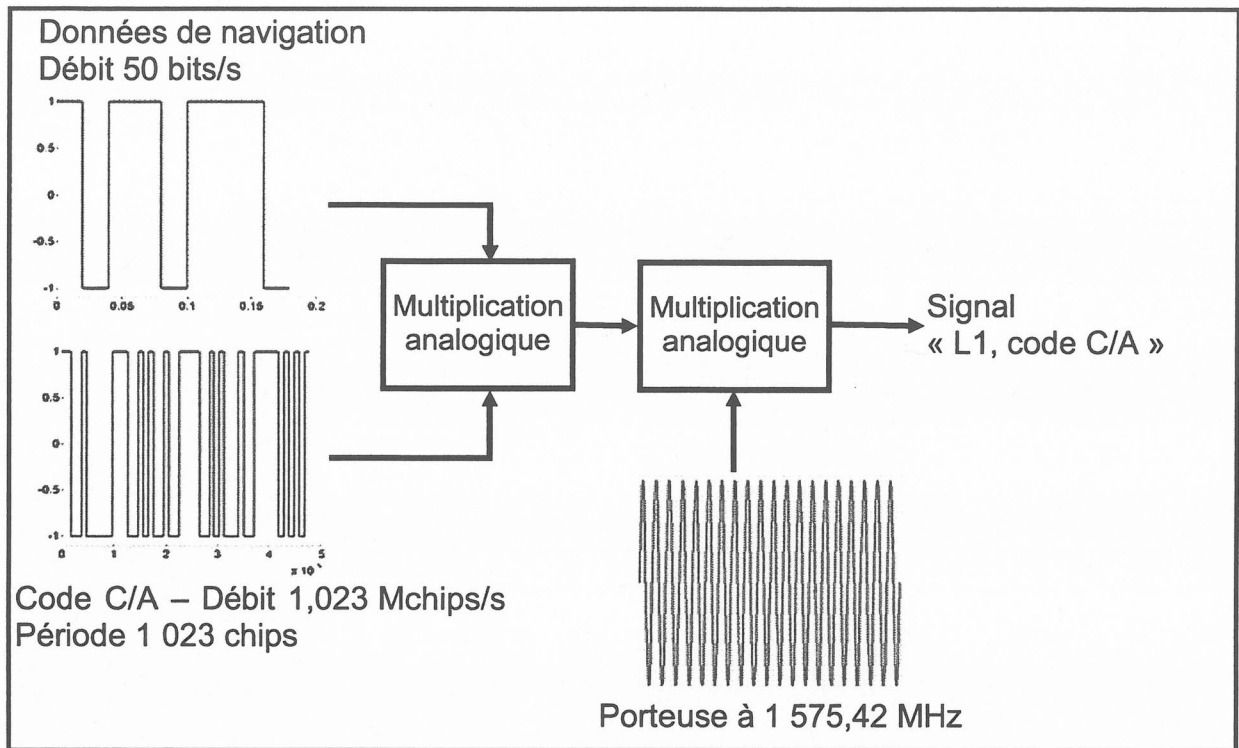 Données de navigation
Débit 50 bits/s
1
0.5
0
-0.5
-1
0 0.05 0.1 0.15 0.2
Multiplication
analogique
Multiplication
analogique
Signal
« L1, code C/A »
1
0.5
0
-0.5
-1
0 1 2 3 4 5
Code C/A – Débit 1,023 Mchips/s
Période 1 023 chips
Porteuse à 1 575,42 MHz